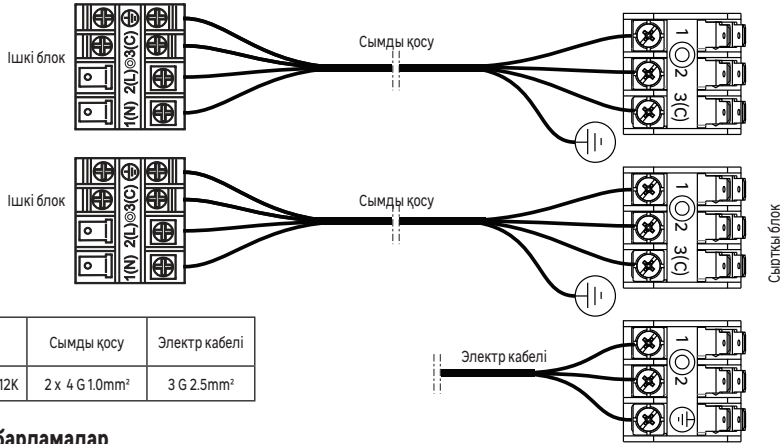 Ішкі блок
1(N) 2(L) 3(C)
Сымды қосу
1 2 3(C)
Ішкі блок
1(N) 2(L) 3(C)
Сымды қосу
1 2 3(C)
Сыртқы блок
Сымды қосу Электр кабелі
12K 2 x 4 G 1.0mm² 3 G 2.5mm²
Электр кабелі
1 2